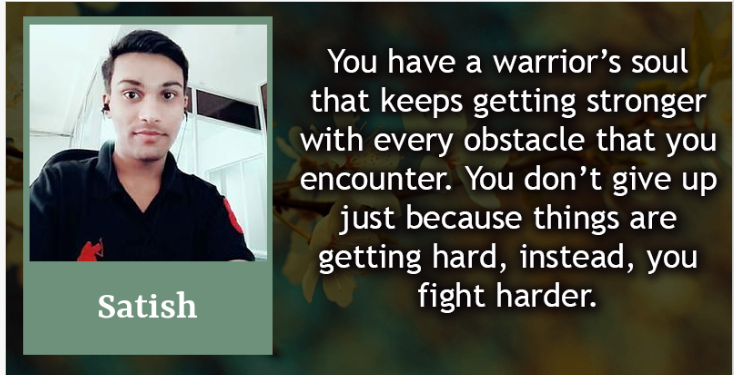 You have a warrior’s soul
that keeps getting stronger
with every obstacle that you
encounter. You don’t give up
just because things are
getting hard, instead, you
fight harder.
Satish